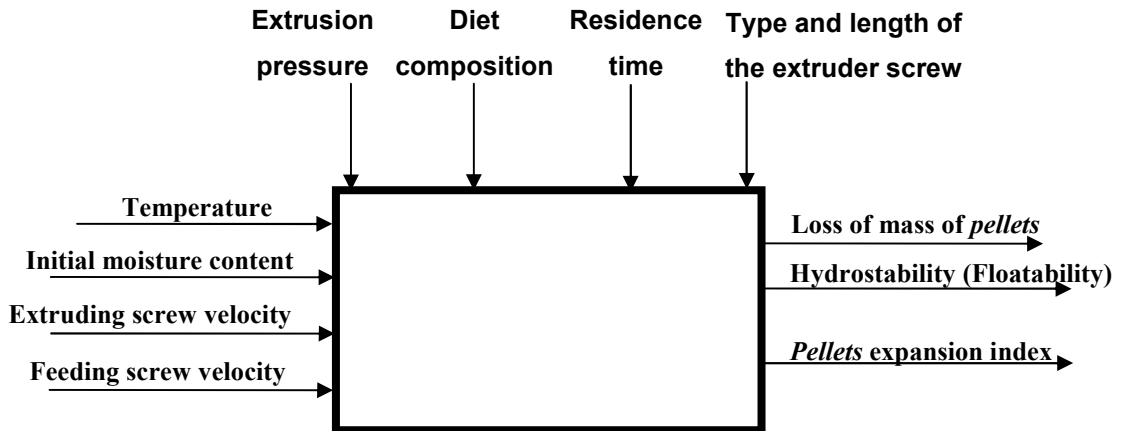 Extrusion
pressure
Diet
composition
Residence
time
Type and length of
the extruder screw
Temperature
Initial moisture content
Extruding screw velocity
Feeding screw velocity
Loss of mass of pellets
Hydrostability (Floatability)
Pellets expansion index